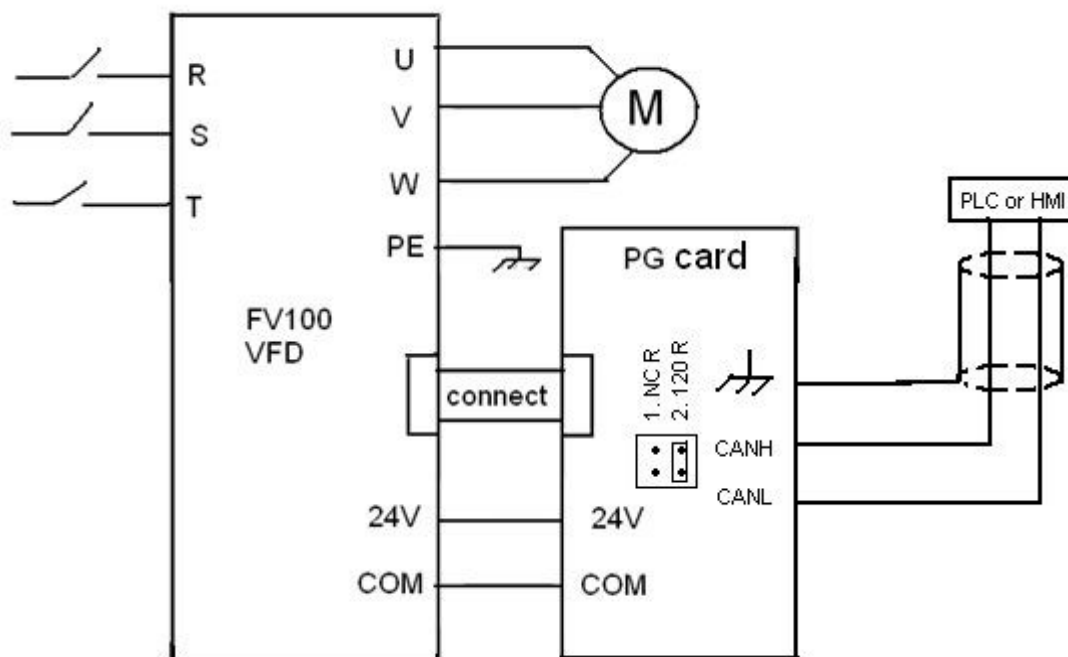 R
S
T
U
V
W
PE
M
FV100
VFD
connect
24V
COM
PG card
1. NC R
2. 120 R
CANH
CANL
24V
COM
PLC or HMI